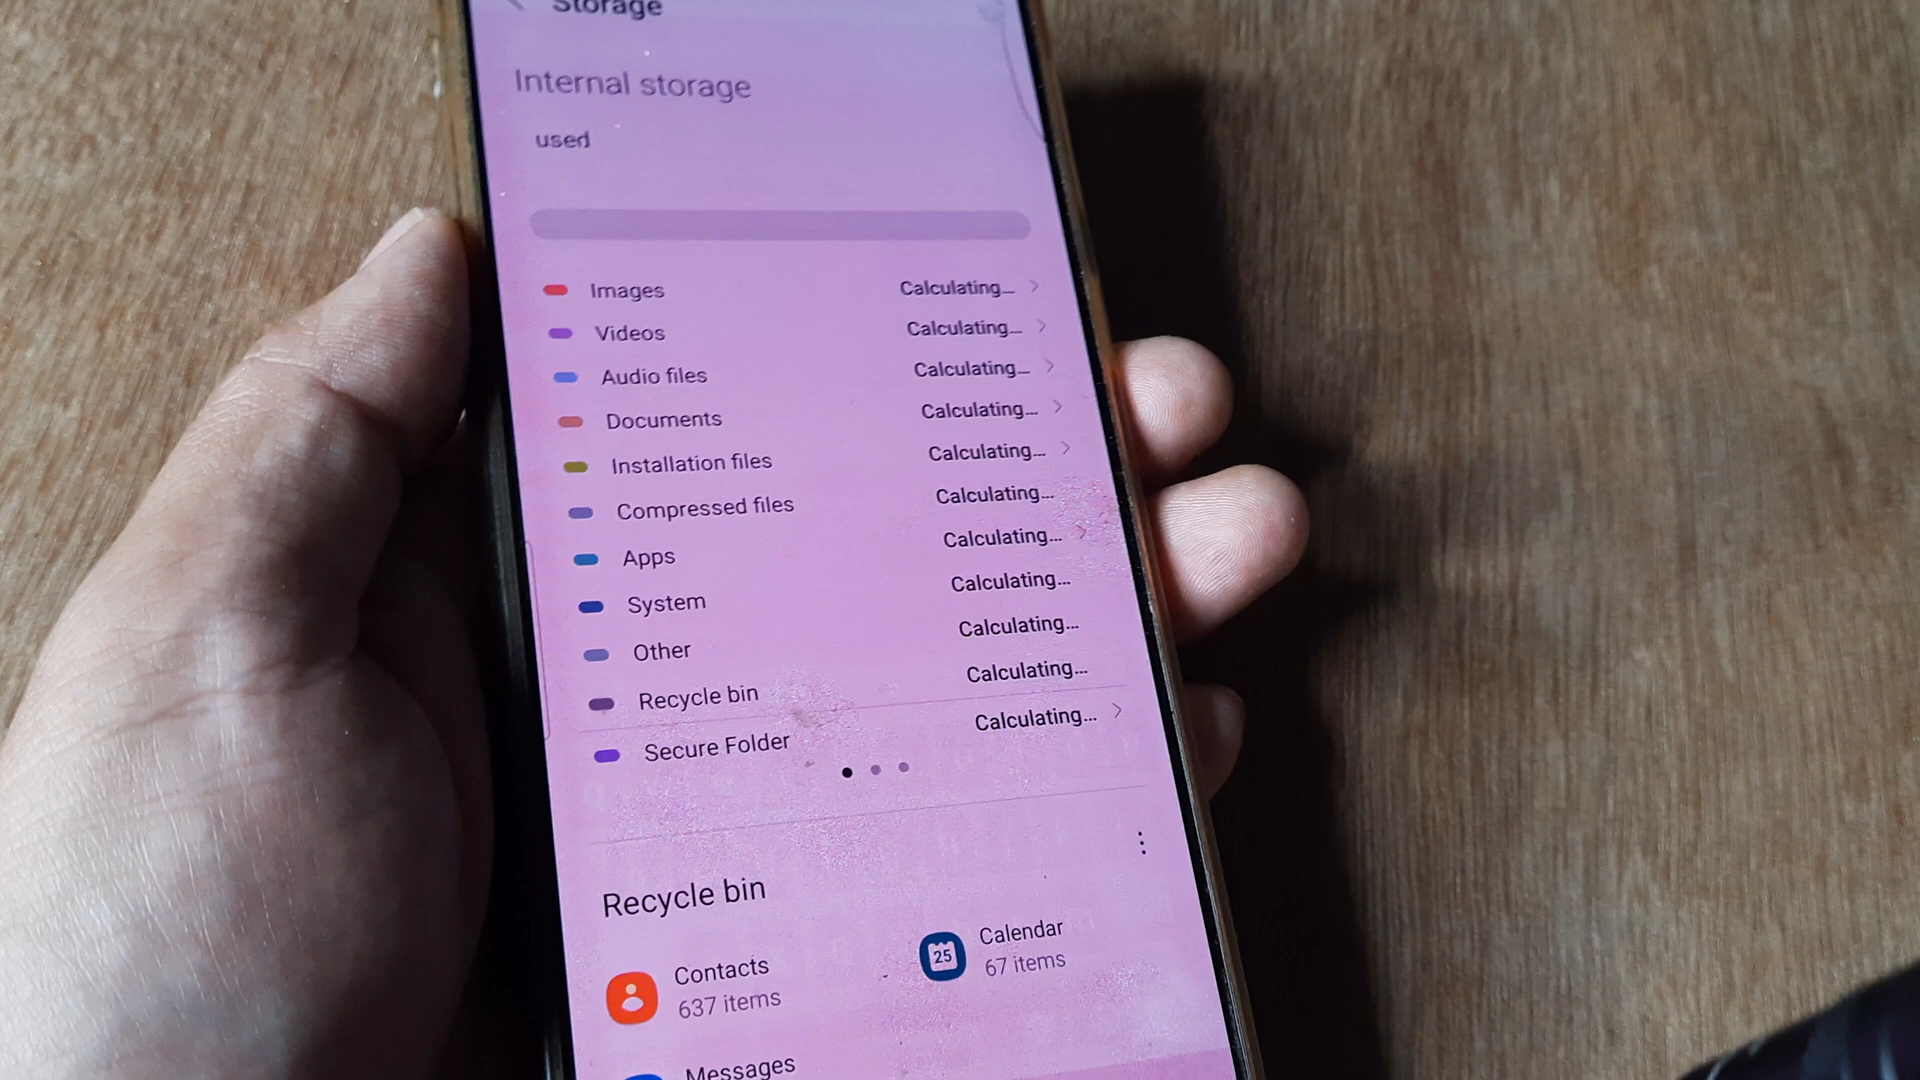 Storage
Internal storage
used
Images Calculating...
Videos Calculating...
Audio files Calculating...
Documents Calculating...
Installation files Calculating...
Compressed files Calculating...
Apps Calculating...
System Calculating...
Other Calculating...
Recycle bin Calculating...
Secure Folder Calculating...
Recycle bin
Contacts
637 items
25
Calendar
67 items
Messages